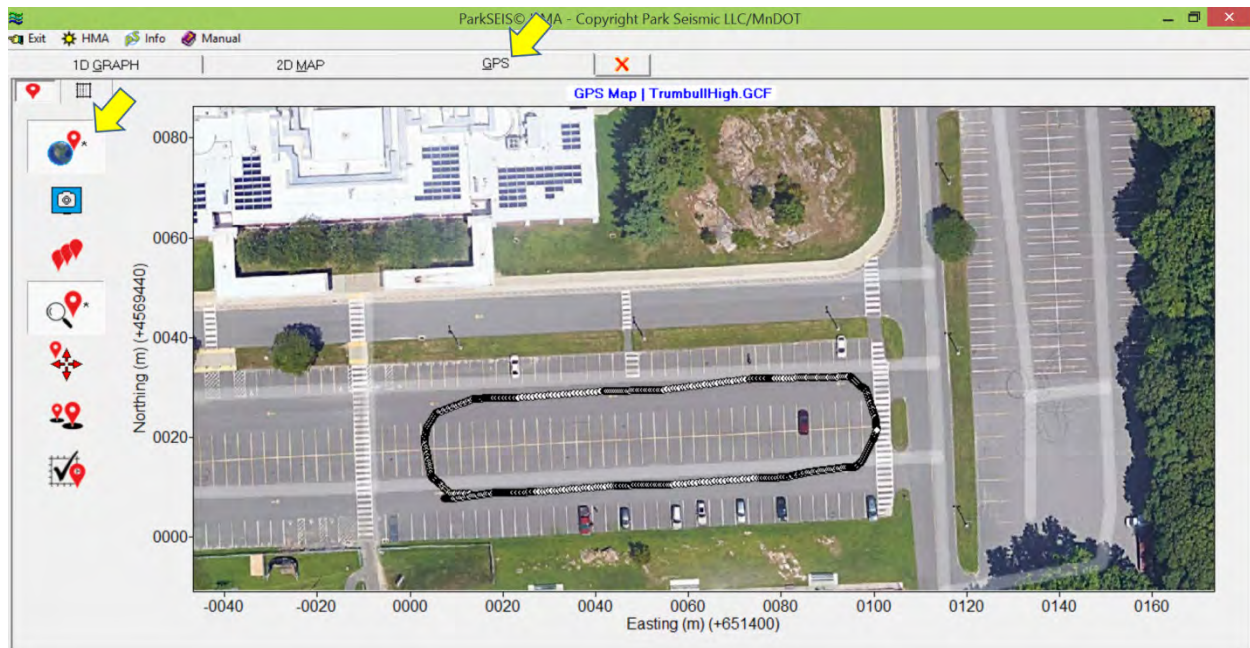 ParkSEIS© HMA - Copyright Park Seismic LLC/MnDOT
Exit HMA Info Manual
1D GRAPH 2D MAP GPS
GPS Map | TrumbullHigh.GCF
0080
0060
0040
0020
0000
Northing (m) (+4569440)
-0040 -0020 0000 0020 0040 0060 0080 0100 0120 0140 0160
Easting (m) (+651400)